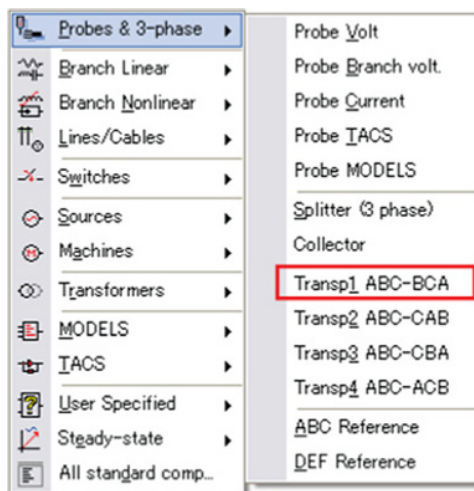 Probes & 3-phase
Branch Linear
Branch Nonlinear
Lines/Cables
Switches
Sources
Machines
Transformers
MODELS
TACS
User Specified
Steady-state
All standard comp...
Probe Volt
Probe Branch volt.
Probe Current
Probe TACS
Probe MODELS
Splitter (3 phase)
Collector
Transp1 ABC-BCA
Transp2 ABC-CAB
Transp3 ABC-CBA
Transp4 ABC-ACB
ABC Reference
DEF Reference